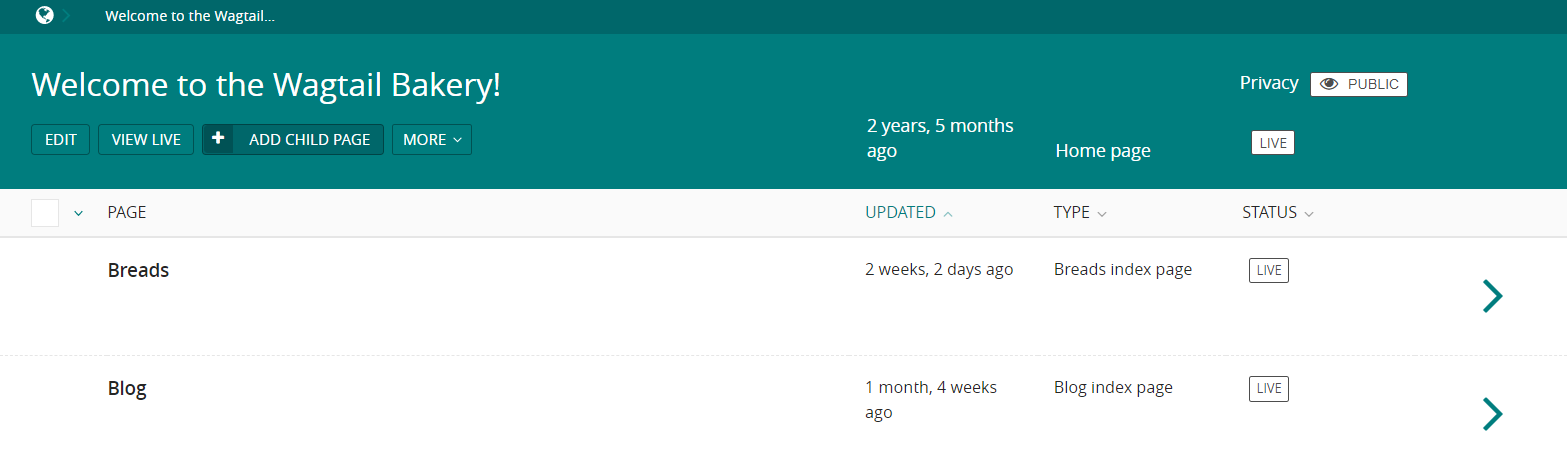 Welcome to the Wagtail...
Welcome to the Wagtail Bakery!
Privacy PUBLIC
EDIT VIEW LIVE ADD CHILD PAGE MORE
2 years, 5 months
ago
Home page
LIVE
PAGE UPDATED TYPE STATUS
Breads 2 weeks, 2 days ago Breads index page LIVE
Blog 1 month, 4 weeks
ago
Blog index page LIVE